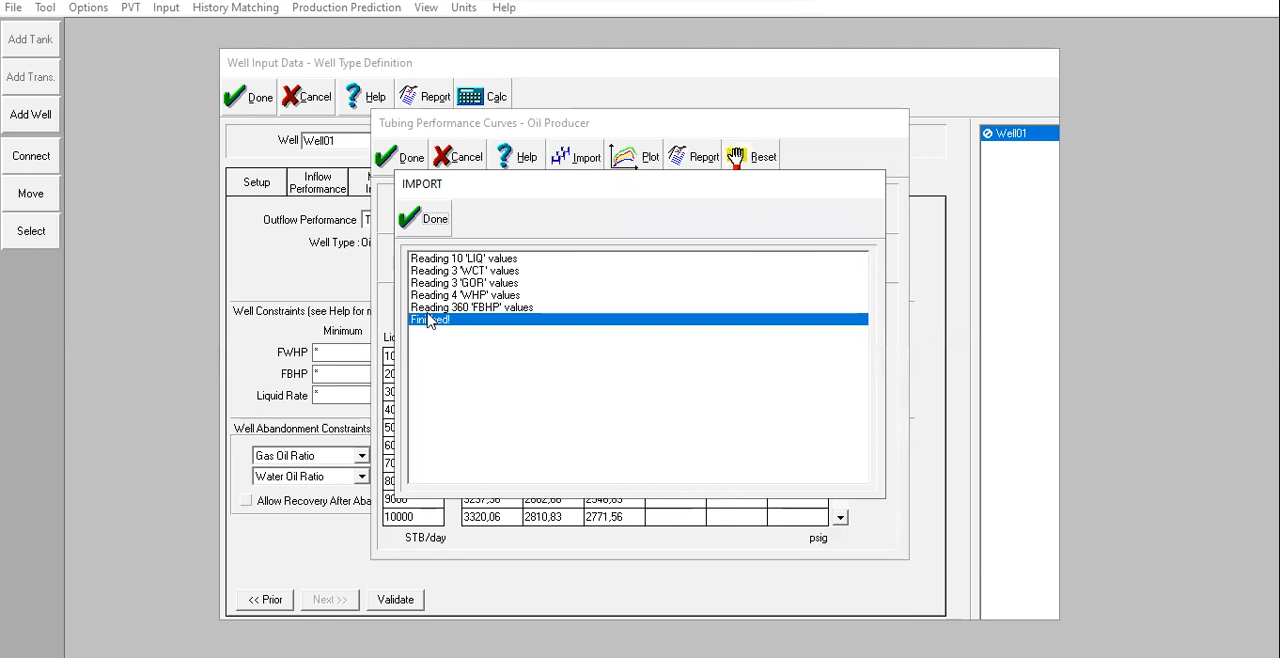 File Tool Options PVT Input History Matching Production Prediction View Units Help
Add Tank
Add Trans.
Add Well
Connect
Move
Select
Well Input Data - Well Type Definition
Done Cancel Help Report Calc
Well Well01
Well01
Setup
Inflow
Performance
Outflow Performance
Well Type : Oi
Well Constraints (see Help for
Minimum
FWHP *
FBHP *
Liquid Rate *
Well Abandonment Constraints
Gas Oil Ratio
Water Oil Ratio
Allow Recovery After Aba
<< Prior Next >> Validate
Tubing Performance Curves - Oil Producer
Done Cancel Help Import Plot Report Reset
IMPORT
Done
Reading 10 'LIQ' values
Reading 3 'WCT' values
Reading 3 'GOR' values
Reading 4 'WHP' values
Reading 360 'FBHP' values
10000 3320,06 2810,83 2771,56
STB/day psig